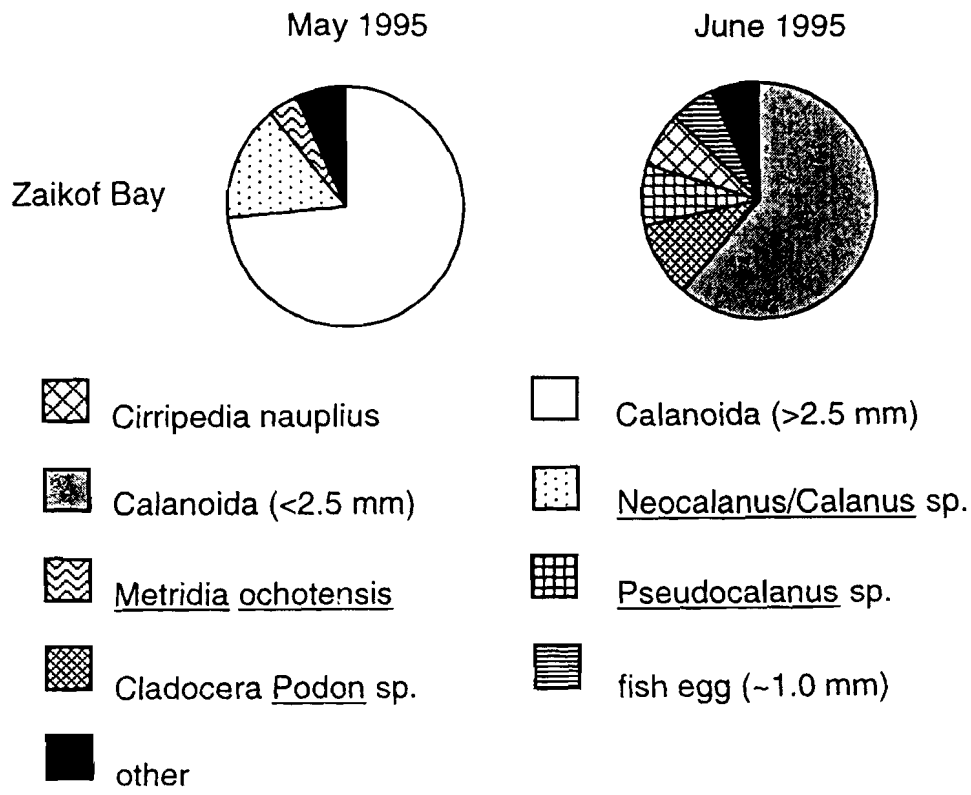 May 1995
June 1995
Zaikof Bay
Cirripedia nauplius
Calanoida (>2.5 mm)
Calanoida (<2.5 mm)
Neocalanus/Calanus sp.
Metridia ochotensis
Pseudocalanus sp.
Cladocera Podon sp.
fish egg (~1.0 mm)
other